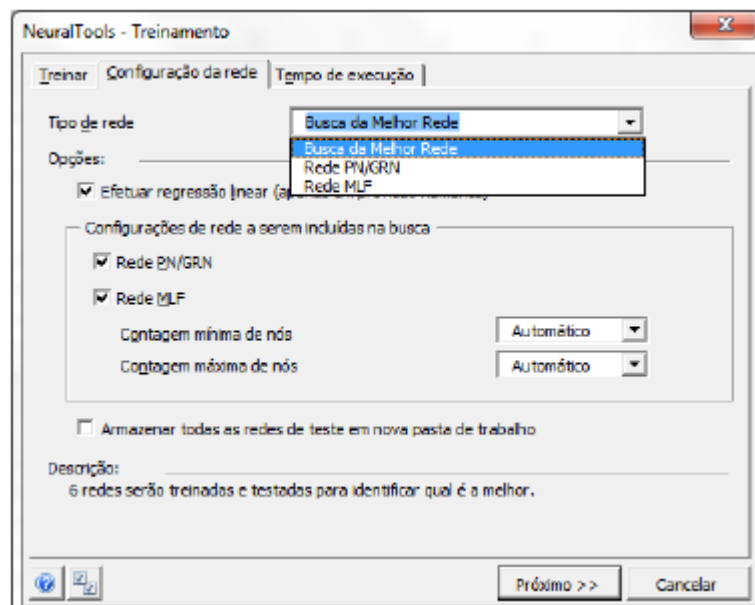 NeuralTools - Treinamento
Treinar Configuração da rede Tempo de execução
Tipo de rede Busca da Melhor Rede
Busca da Melhor Rede
Opções:
Rede PN/GRN
Rede MLF
Efetuar regressão linear
Configurações de rede a serem incluídas na busca
Rede PN/GRN
Rede MLF
Contagem mínima de nós Automático
Contagem máxima de nós Automático
Armazenar todas as redes de teste em nova pasta de trabalho
Descrição:
6 redes serão treinadas e testadas para identificar qual é a melhor.
Próximo >> Cancelar